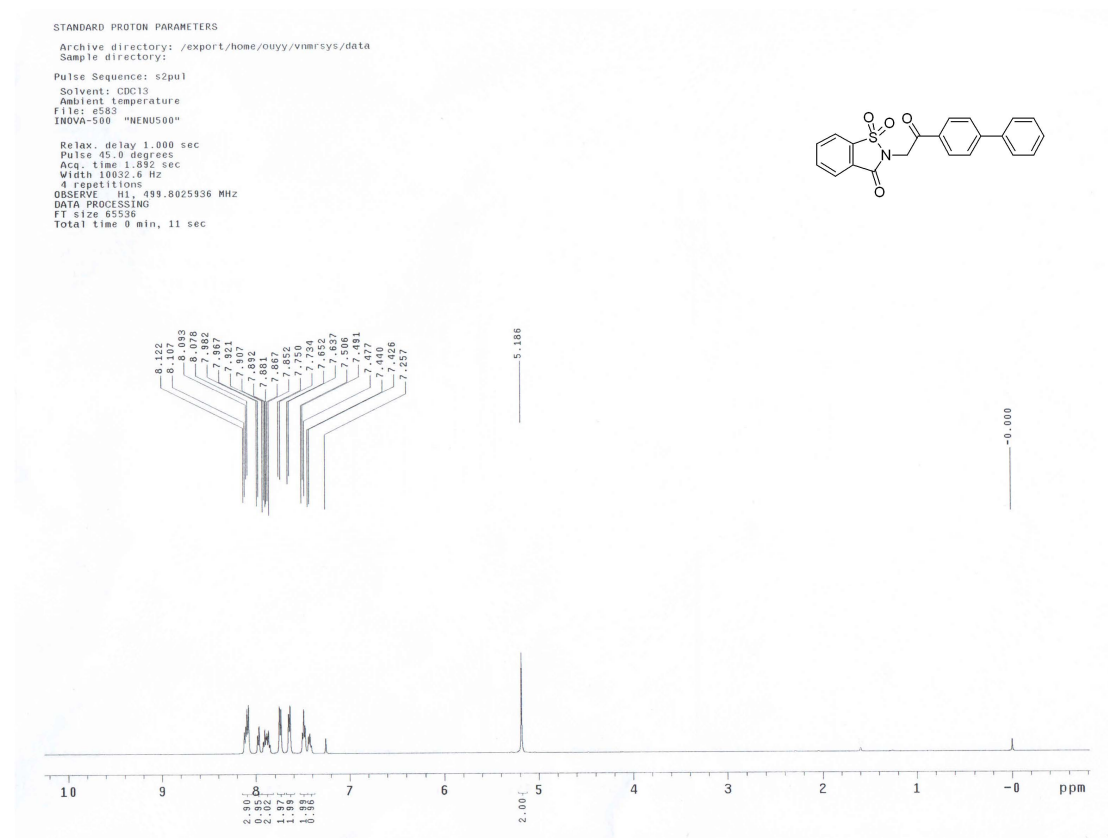 STANDARD PROTON PARAMETERS
Archive directory: /export/home/ouyy/vnmrsys/data
Sample directory:
Pulse Sequence: s2pul
Solvent: CDCl3
Ambient temperature
File: e583
INOVA-500 "NENU500"
Relax. delay 1.000 sec
Pulse 45.0 degrees
Acq. time 1.892 sec
Width 10032.6 Hz
4 repetitions
OBSERVE H1, 499.8025936 MHz
DATA PROCESSING
FT size 65536
Total time 0 min, 11 sec
O
O
O
S
N
O
8.122
8.107
8.093
8.078
7.982
7.967
7.921
7.907
7.892
7.881
7.867
7.852
7.750
7.734
7.652
7.637
7.506
7.491
7.477
7.440
7.426
7.257
5.186
-0.000
10 9 8 7 6 5 4 3 2 1 -0 ppm
2.90
0.95
2.02
1.97
1.99
1.99
0.96
2.00